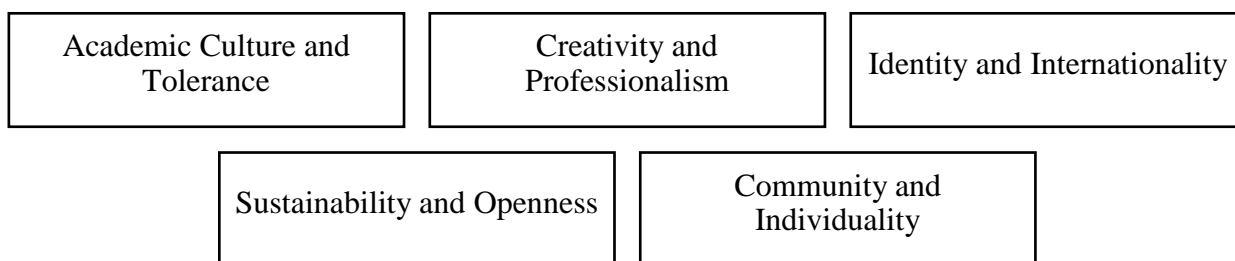 Academic Culture and
Tolerance
Creativity and
Professionalism
Identity and Internationality
Sustainability and Openness
Community and
Individuality